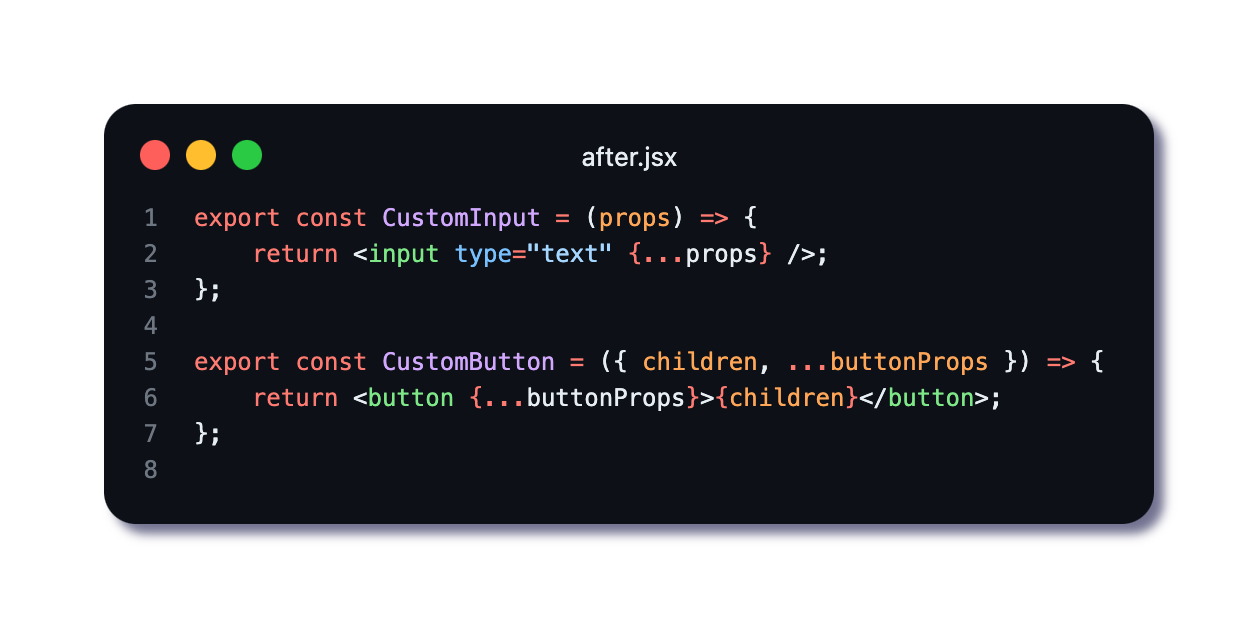 after.jsx
1 export const CustomInput = (props) => {
2     return <input type="text" {...props} />;
3 };
4
5 export const CustomButton = ({ children, ...buttonProps }) => {
6     return <button {...buttonProps}>{children}</button>;
7 };
8